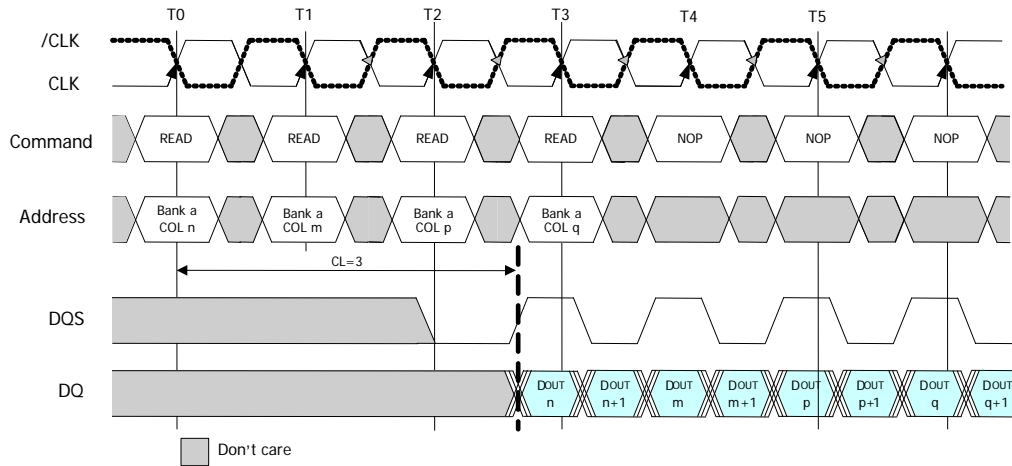 T0 T1 T2 T3 T4 T5
/CLK
CLK
Command READ READ READ READ NOP NOP NOP
Address Bank a Bank a Bank a Bank a
COL n COL m COL p COL q
CL=3
DQS
DQ DOUT DOUT DOUT DOUT DOUT DOUT DOUT DOUT
n n+1 m m+1 p p+1 q q+1
Don't care